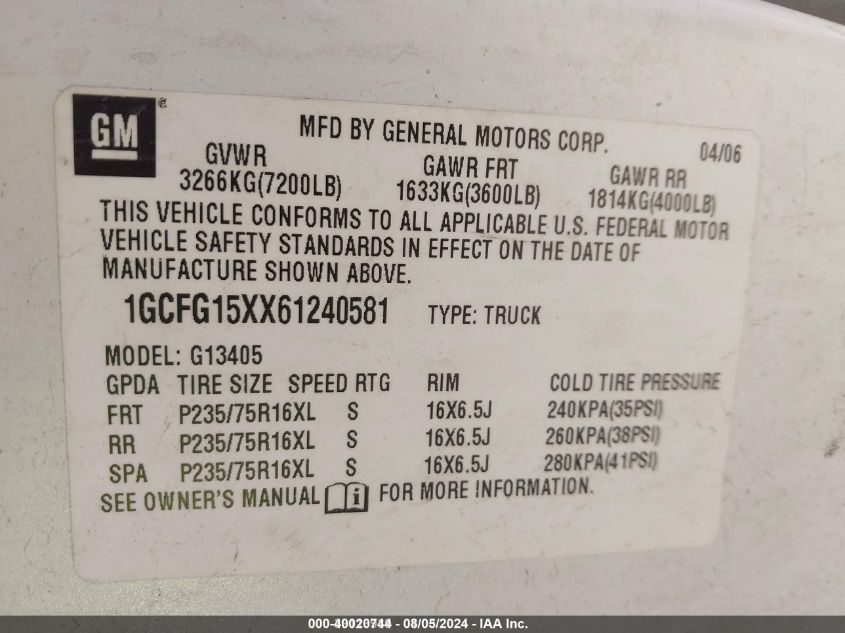 GM ®
MFD BY GENERAL MOTORS CORP. 04/06
GVWR GAWR FRT GAWR RR
3266KG(7200LB) 1633KG(3600LB) 1814KG(4000LB)
THIS VEHICLE CONFORMS TO ALL APPLICABLE U.S. FEDERAL MOTOR
VEHICLE SAFETY STANDARDS IN EFFECT ON THE DATE OF
MANUFACTURE SHOWN ABOVE.
1GCFG15XX61240581 TYPE: TRUCK
MODEL: G13405
GPDA TIRE SIZE SPEED RTG RIM COLD TIRE PRESSURE
FRT P235/75R16XL S 16X6.5J 240KPA(35PSI)
RR P235/75R16XL S 16X6.5J 260KPA(38PSI)
SPA P235/75R16XL S 16X6.5J 280KPA(41PSI)
SEE OWNER'S MANUAL i FOR MORE INFORMATION.
000-40020744 - 08/05/2024 - IAA Inc.